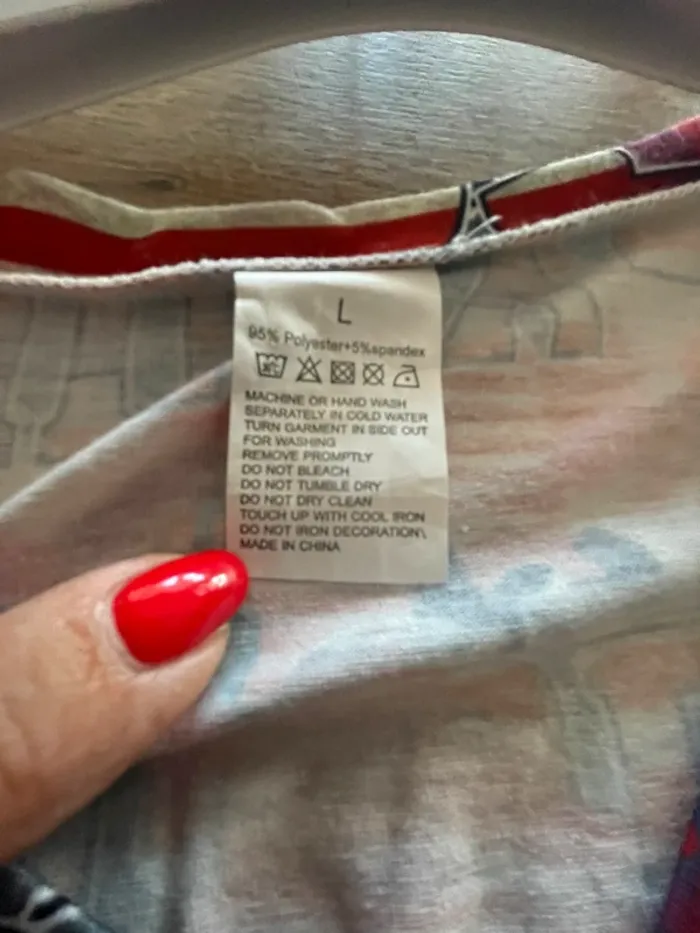 L
95% Polyester+5%spandex
MACHINE OR HAND WASH
SEPARATELY IN COLD WATER
TURN GARMENT IN SIDE OUT
FOR WASHING
REMOVE PROMPTLY
DO NOT BLEACH
DO NOT TUMBLE DRY
DO NOT DRY CLEAN
TOUCH UP WITH COOL IRON
DO NOT IRON DECORATION\
MADE IN CHINA